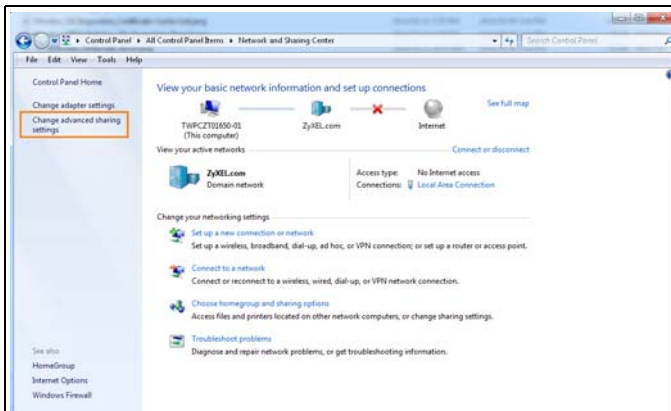 Control Panel ▸ All Control Panel Items ▸ Network and Sharing Center
Search Control Panel
File Edit View Tools Help
Control Panel Home
Change adapter settings
Change advanced sharing
settings
View your basic network information and set up connections
TWPCZT01650-01
(This computer)
ZyXEL.com
Internet
See full map
View your active networks
Connect or disconnect
ZyXEL.com
Domain network
Access type: No Internet access
Connections: Local Area Connection
Change your networking settings
Set up a new connection or network
Set up a wireless, broadband, dial-up, ad hoc, or VPN connection; or set up a router or access point.
Connect to a network
Connect or reconnect to a wireless, wired, dial-up, or VPN network connection.
Choose homegroup and sharing options
Access files and printers located on other network computers, or change sharing settings.
Troubleshoot problems
Diagnose and repair network problems, or get troubleshooting information.
See also
HomeGroup
Internet Options
Windows Firewall